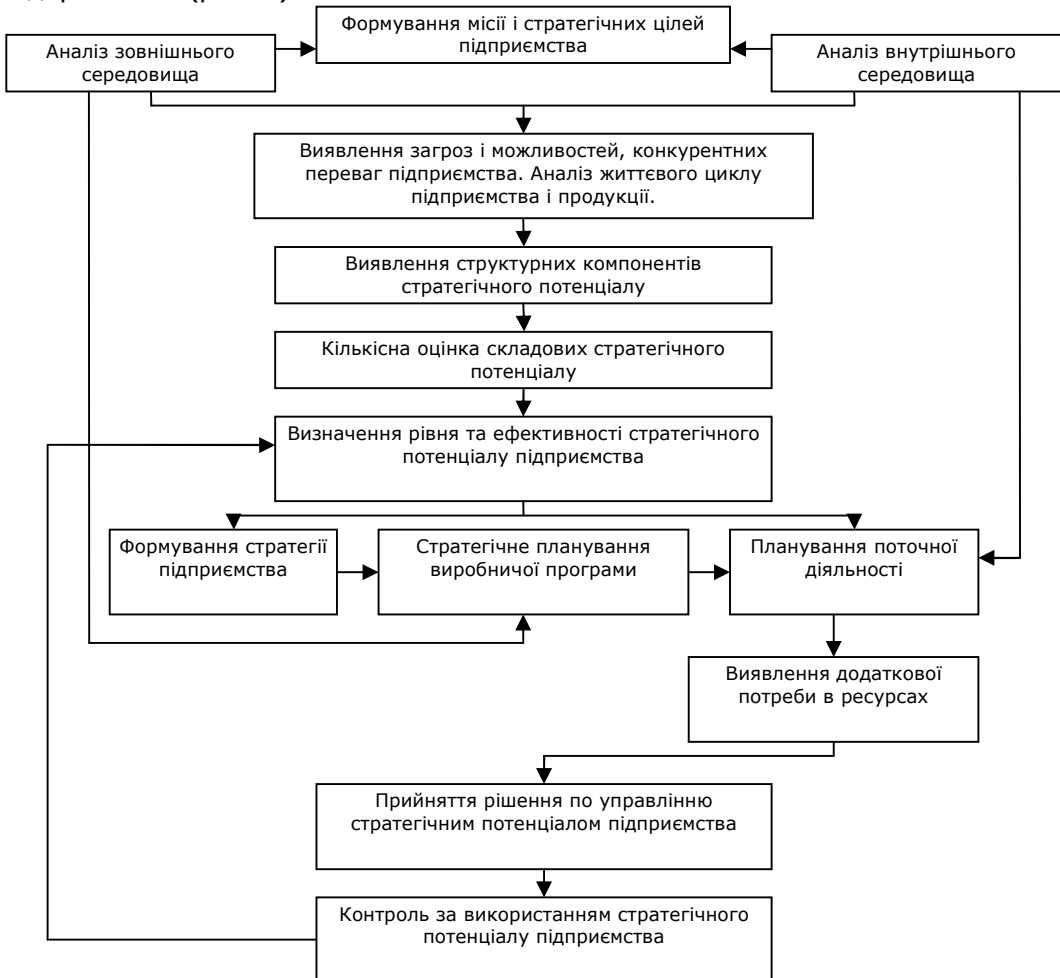 Формування місії і стратегічних цілей
підприємства
Аналіз зовнішнього
середовища
Аналіз внутрішнього
середовища
Виявлення загроз і можливостей, конкурентних
переваг підприємства. Аналіз життєвого циклу
підприємства і продукції.
Виявлення структурних компонентів
стратегічного потенціалу
Кількісна оцінка складових стратегічного
потенціалу
Визначення рівня та ефективності стратегічного
потенціалу підприємства
Формування стратегії
підприємства
Стратегічне планування
виробничої програми
Планування поточної
діяльності
Виявлення додаткової
потреби в ресурсах
Прийняття рішення по управлінню
стратегічним потенціалом підприємства
Контроль за використанням стратегічного
потенціалу підприємства